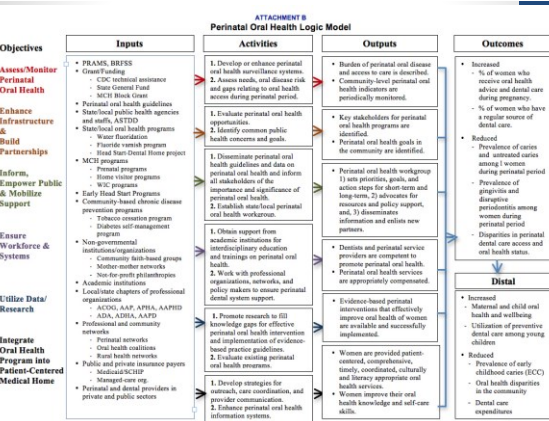 ATTACHMENT B
Perinatal Oral Health Logic Model
Objectives
Assess/Monitor
Perinatal
Oral Health
Enhance
Infrastructure
&
Build
Partnerships
Inform,
Empower Public
& Mobilize
Support
Ensure
Workforce &
Systems
Utilize Data/
Research
Integrate
Oral Health
Program into
Patient-Centered
Medical Home
Inputs
• PRAMS, BRFSS
• Grant/Funding
- CDC technical assistance
- State General Fund
- MCH Block Grant
• Perinatal oral health guidelines
• State/local public health agencies
and staffs, ASTDD
• State/local oral health programs
- Water fluoridation
- Fluoride varnish program
- Head Start-Dental Home project
• MCH programs
- Prenatal programs
- Home visitor programs
- WIC programs
• Early Head Start Programs
• Community-based chronic disease
prevention programs
- Tobacco cessation program
- Diabetes self-management
program
• Non-governmental
institutions/organizations
- Community faith-based groups
- Mother-mother networks
- Not-for-profit philanthropies
• Academic institutions
• Local/state chapters of professional
organizations
- ACOG, AAP, APHA, AAPHD
- ADA, ADHA, AAPD
• Professional and community
networks
- Perinatal networks
- Oral health coalitions
- Rural health networks
• Public and private insurance payers
- Medicaid/SCHIP
- Managed-care org.
• Perinatal and dental providers in
private and public sectors
Activities
1. Develop or enhance perinatal
oral health surveillance systems.
2. Assess needs, oral disease risk
and gaps relating to oral health
access during perinatal period.
1. Evaluate perinatal oral health
opportunities.
2. Identify common public
health concerns and goals.
1. Disseminate perinatal oral
health guidelines and data on
perinatal oral health and inform
all stakeholders of the
importance and significance of
perinatal oral health.
2. Establish state/local perinatal
oral health workgroup.
1. Obtain support from
academic institutions for
interdisciplinary education
and trainings on perinatal oral
health.
2. Work with professional
organizations, networks, and
policy makers to ensure perinatal
dental system support.
1. Promote research to fill
knowledge gaps for effective
perinatal oral health intervention
and implementation of evidence-
based practice guidelines.
2. Evaluate existing perinatal
oral health programs.
1. Develop strategies for
outreach, care coordination, and
provider communication.
2. Enhance perinatal oral health
information systems.
Outputs
• Burden of perinatal oral disease
and access to care is described.
• Community-level perinatal oral
health indicators are
periodically monitored.
• Key stakeholders for perinatal
oral health programs are
identified.
• Perinatal oral health goals in
the community are identified.
• Perinatal oral health workgroup
1) sets priorities, goals, and
action steps for short-term and
long-term, 2) advocates for
resources and policy support,
and, 3) disseminates
information and enlists new
partners.
• Dentists and perinatal service
providers are competent to
promote perinatal oral health.
• Perinatal oral health services
are appropriately compensated.
• Evidence-based perinatal
interventions that effectively
improve oral health of women
are available and successfully
implemented.
• Women are provided patient-
centered, comprehensive,
timely, coordinated, culturally
and literacy appropriate oral
health services.
• Women improve their oral
health knowledge and self-care
skills.
Outcomes
• Increased
- % of women who
receive oral health
advice and dental care
during pregnancy.
- % of women who have
a regular source of
dental care.
• Reduced
- Prevalence of caries
and untreated caries
among l women
during perinatal period
- Prevalence of
gingivitis and
disruptive
periodontitis among
women during
perinatal period
- Disparities in perinatal
dental care access and
oral health status.
Distal
• Increased
- Maternal and child oral
health and wellbeing
- Utilization of preventive
dental care among young
children
• Reduced
- Prevalence of early
childhood caries (ECC)
- Oral health disparities
in the community
- Dental care
expenditures